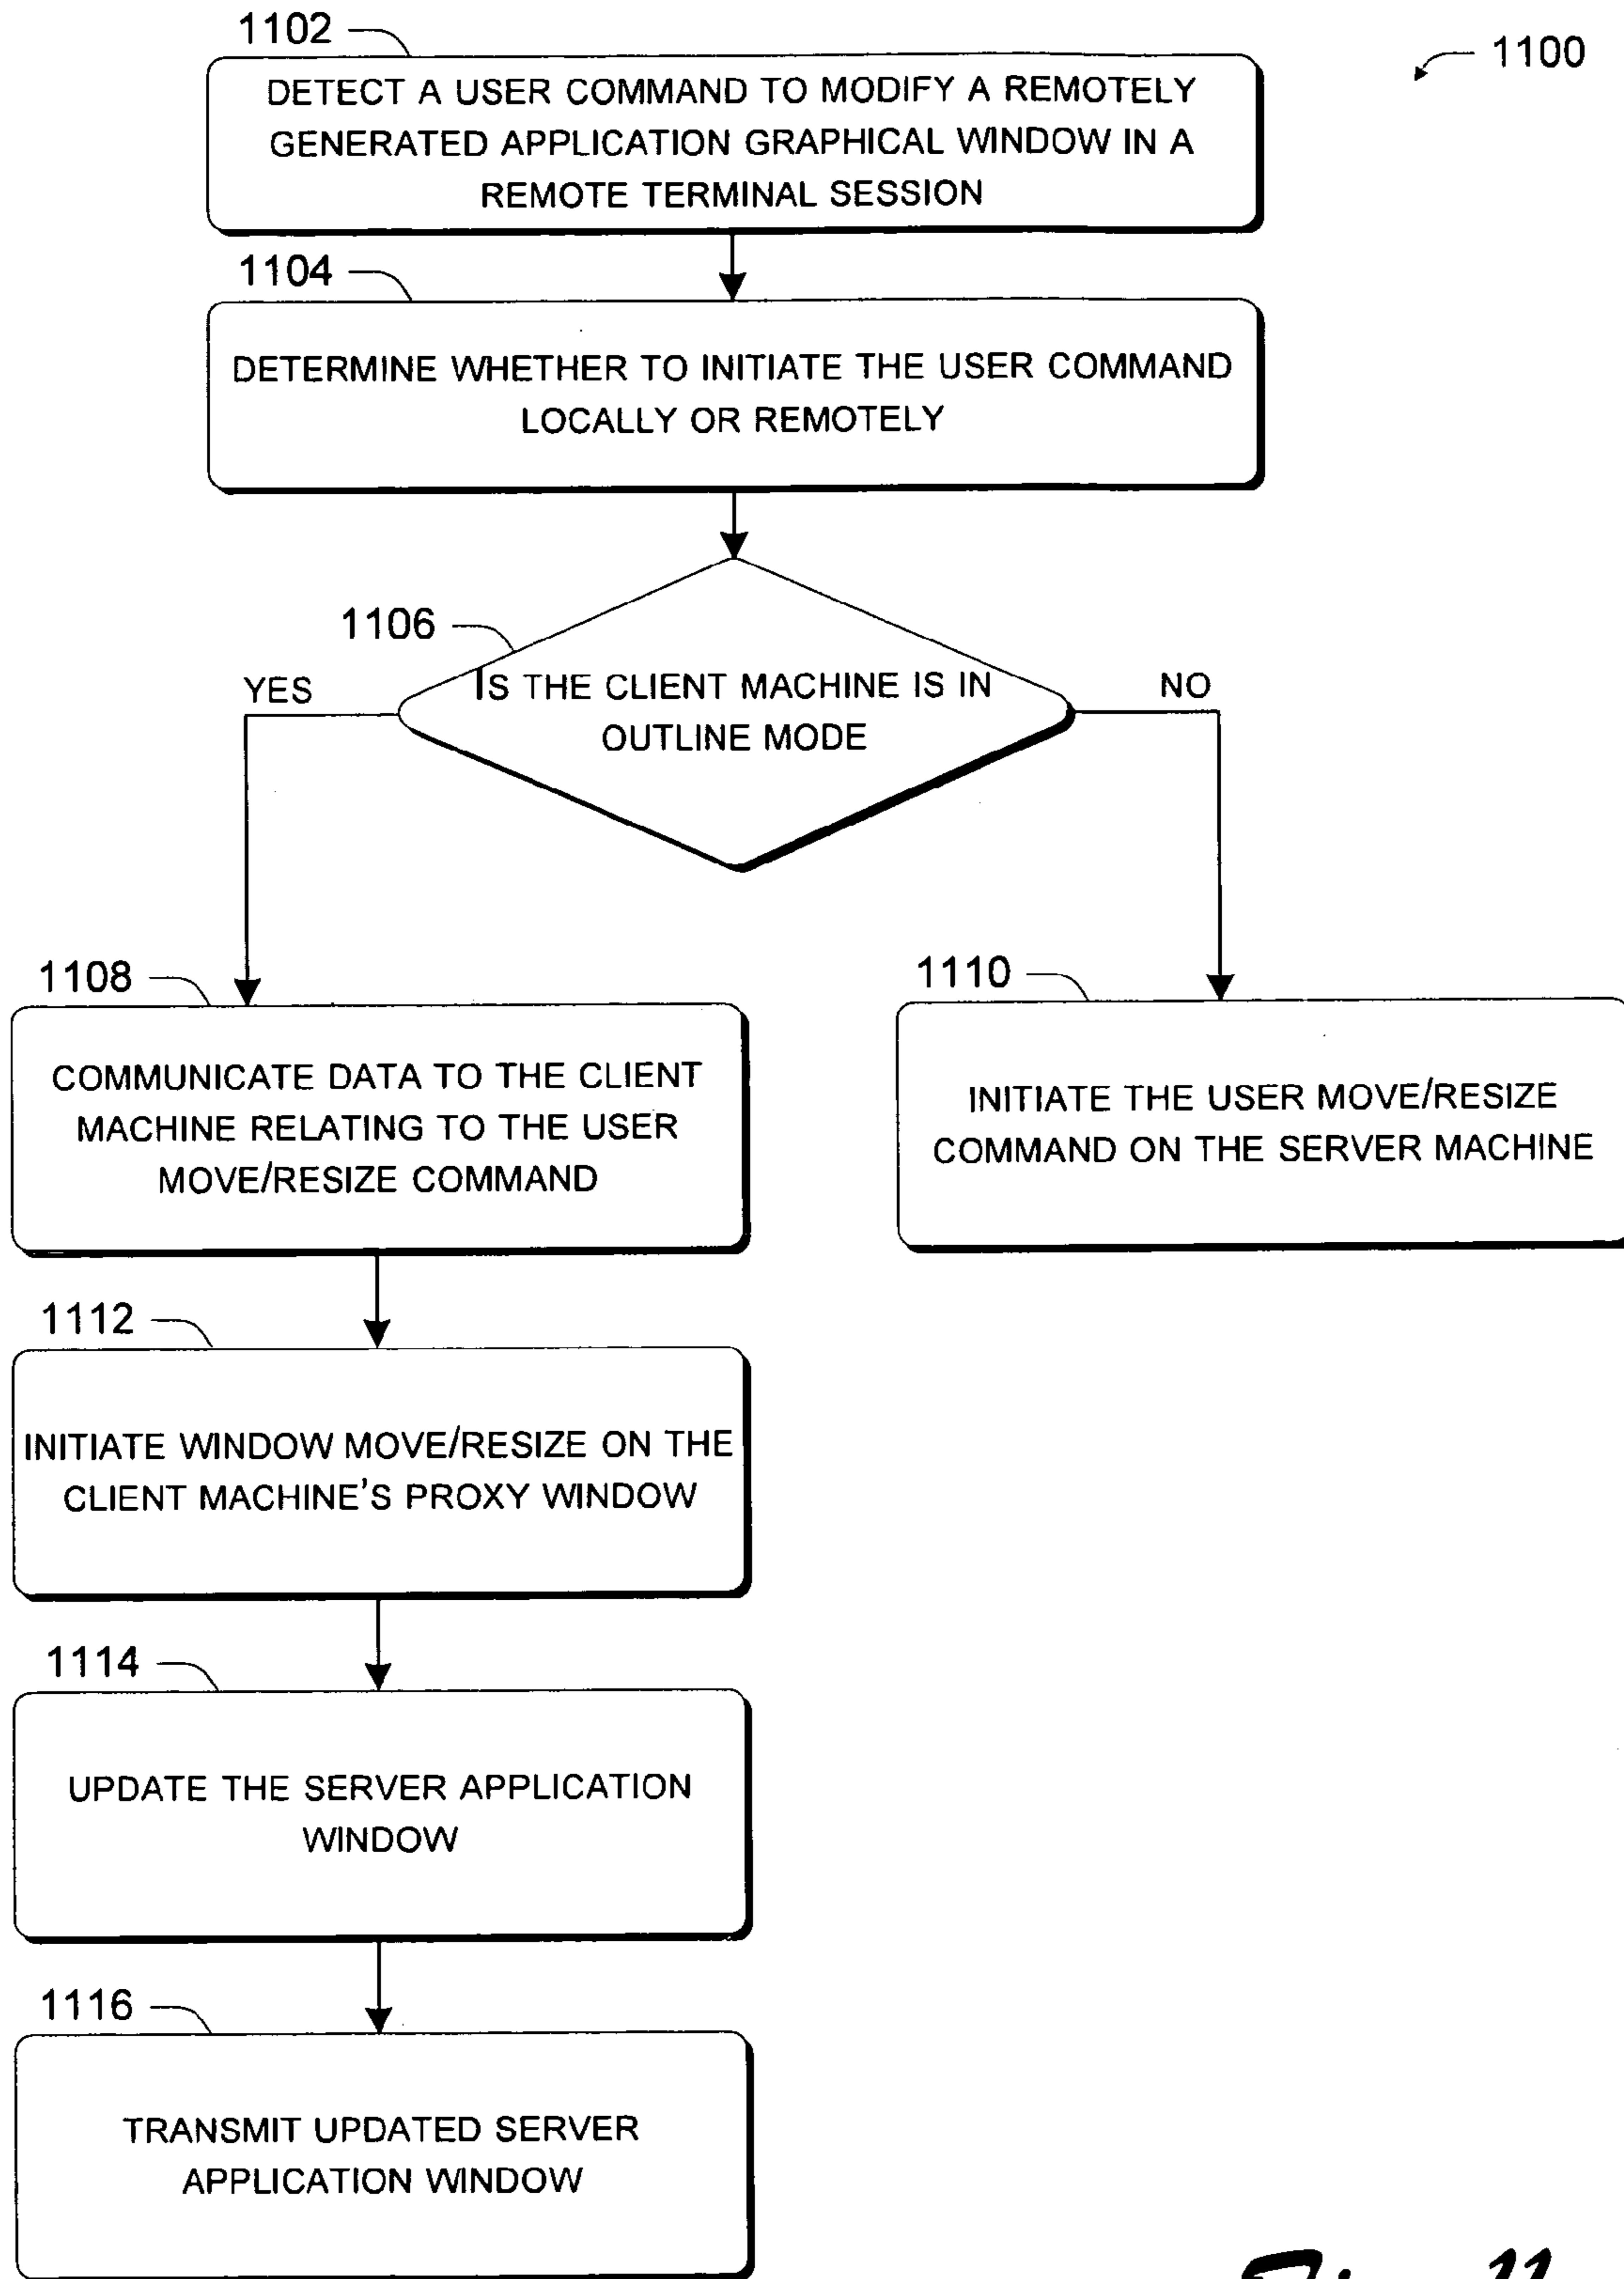 1102
1100
DETECT A USER COMMAND TO MODIFY A REMOTELY
GENERATED APPLICATION GRAPHICAL WINDOW IN A
REMOTE TERMINAL SESSION
1104
DETERMINE WHETHER TO INITIATE THE USER COMMAND
LOCALLY OR REMOTELY
1106
YES
IS THE CLIENT MACHINE IS IN
OUTLINE MODE
NO
1108
COMMUNICATE DATA TO THE CLIENT
MACHINE RELATING TO THE USER
MOVE/RESIZE COMMAND
1110
INITIATE THE USER MOVE/RESIZE
COMMAND ON THE SERVER MACHINE
1112
INITIATE WINDOW MOVE/RESIZE ON THE
CLIENT MACHINE'S PROXY WINDOW
1114
UPDATE THE SERVER APPLICATION
WINDOW
1116
TRANSMIT UPDATED SERVER
APPLICATION WINDOW